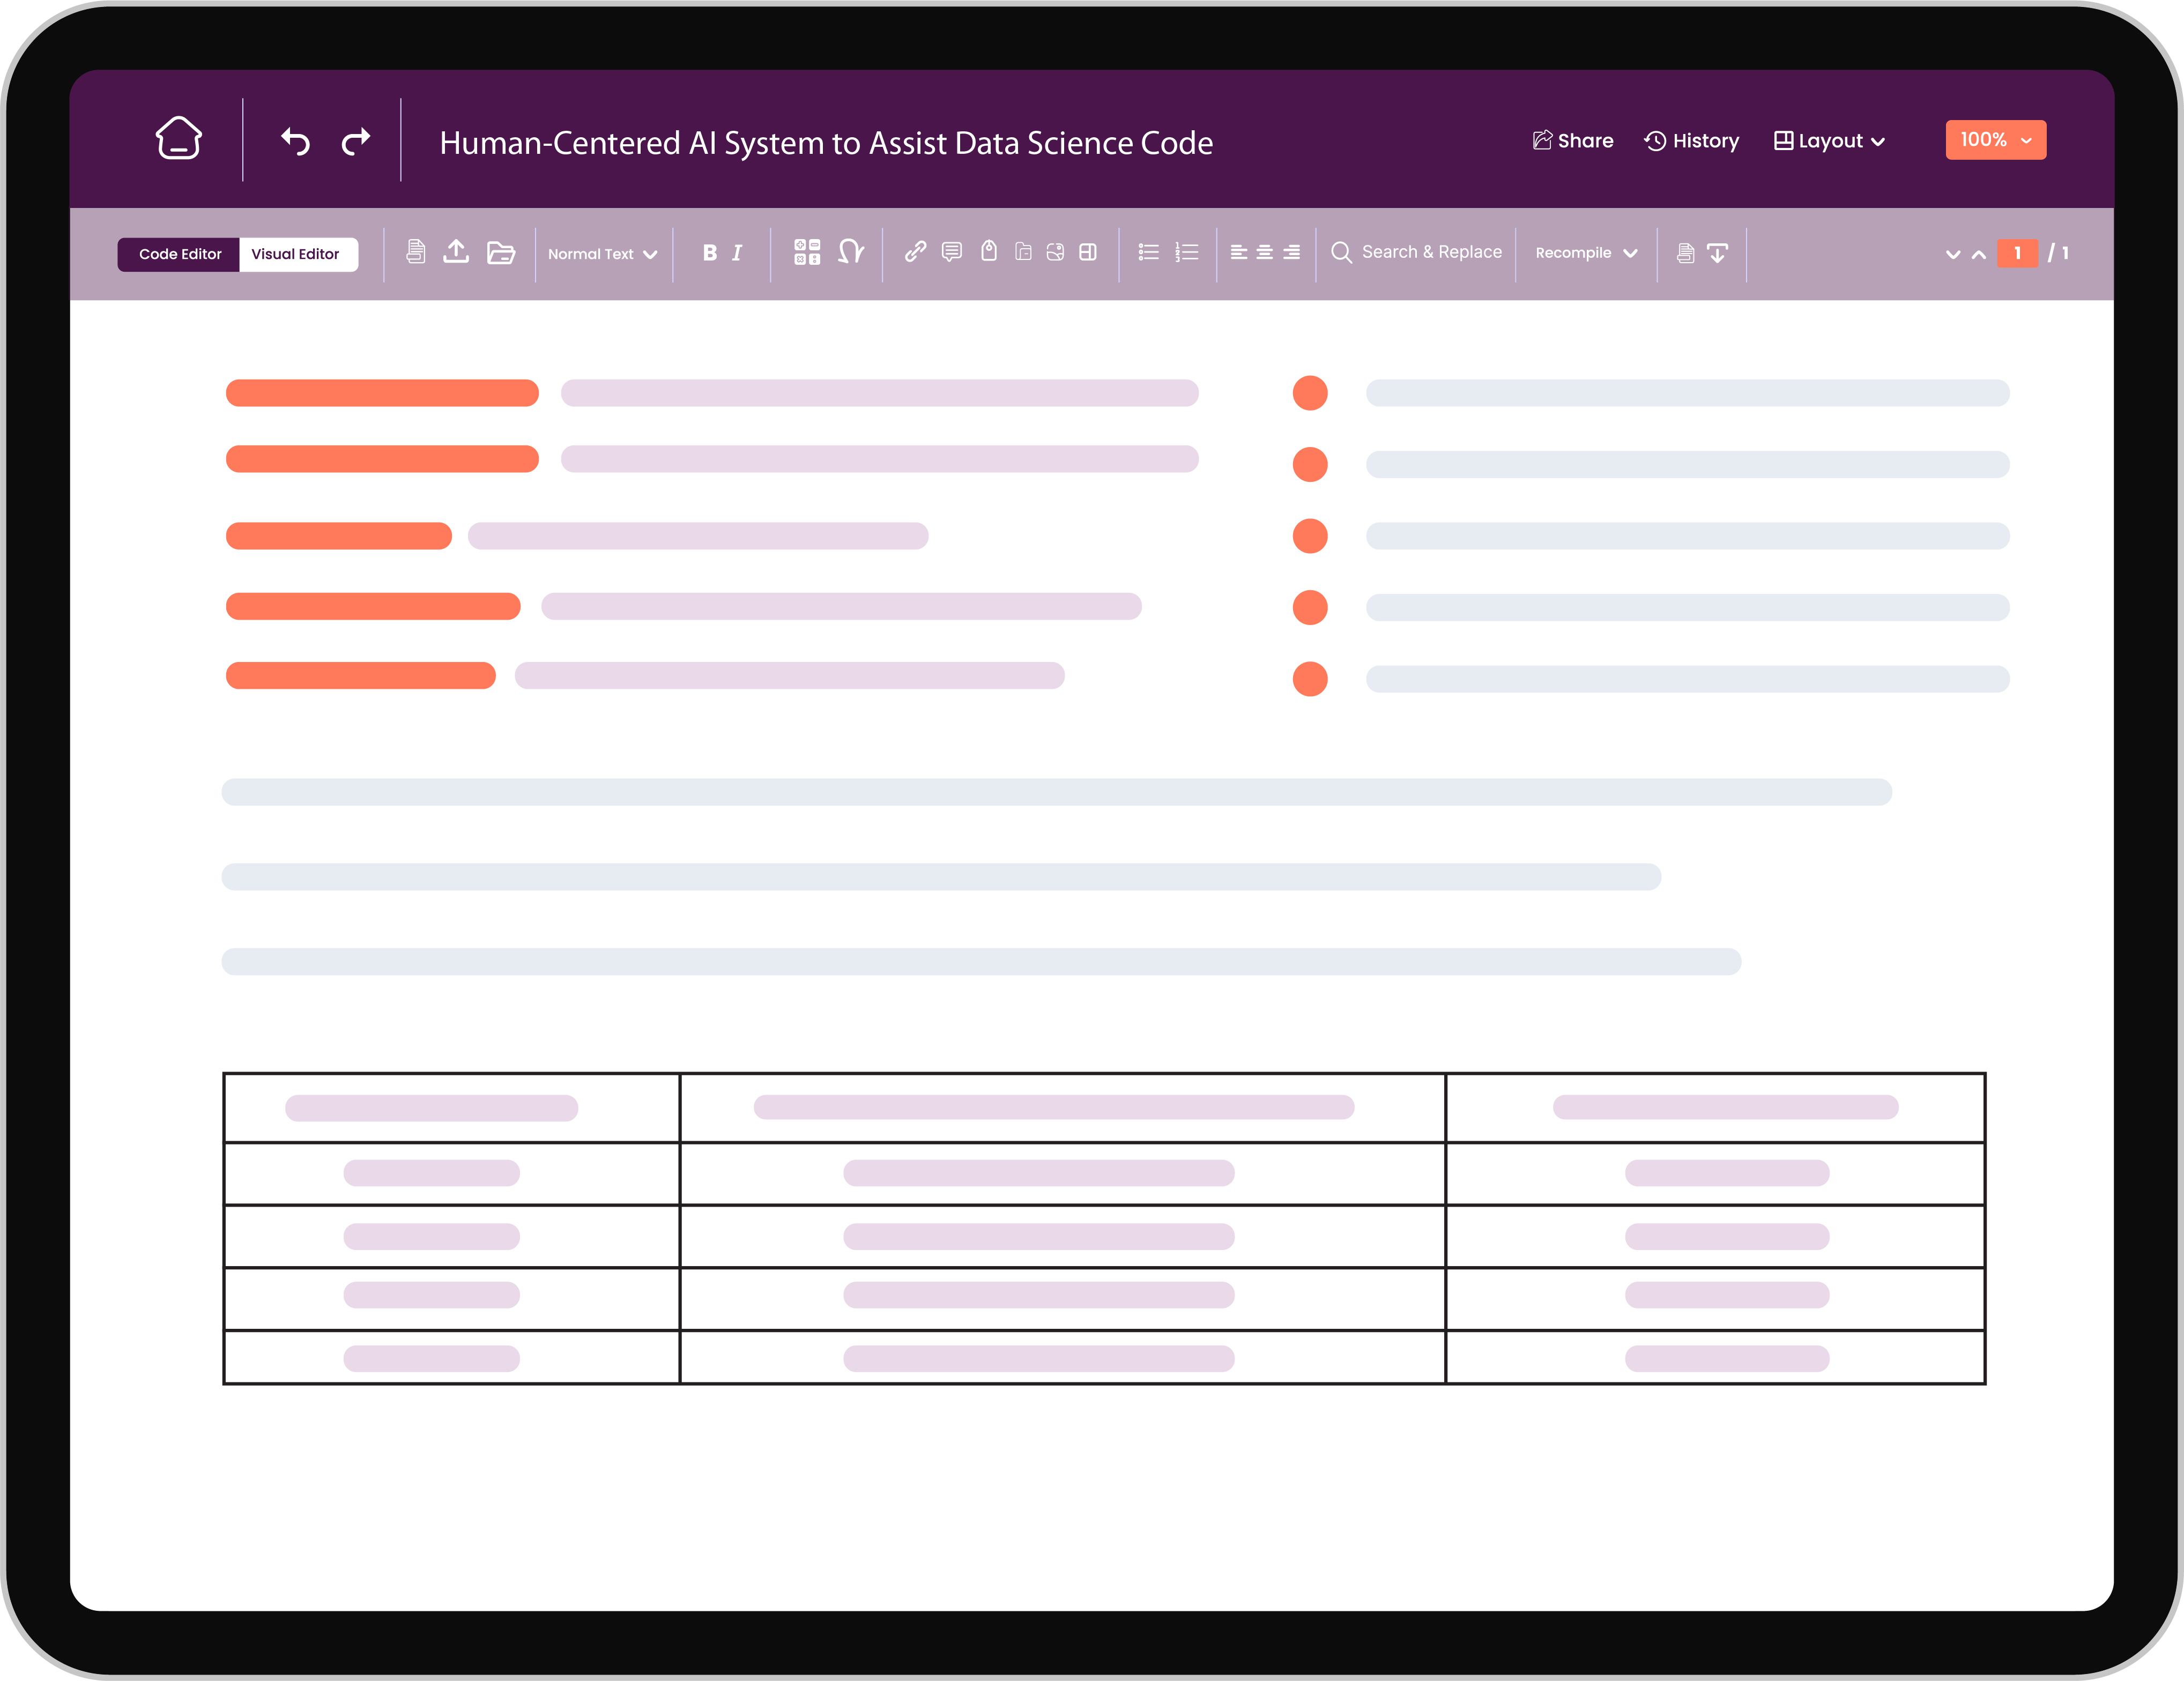 Human-Centered AI System to Assist Data Science Code
Share
History
Layout
100%
Code Editor
Visual Editor
Normal Text
B I
Search & Replace
Recompile
1 / 1